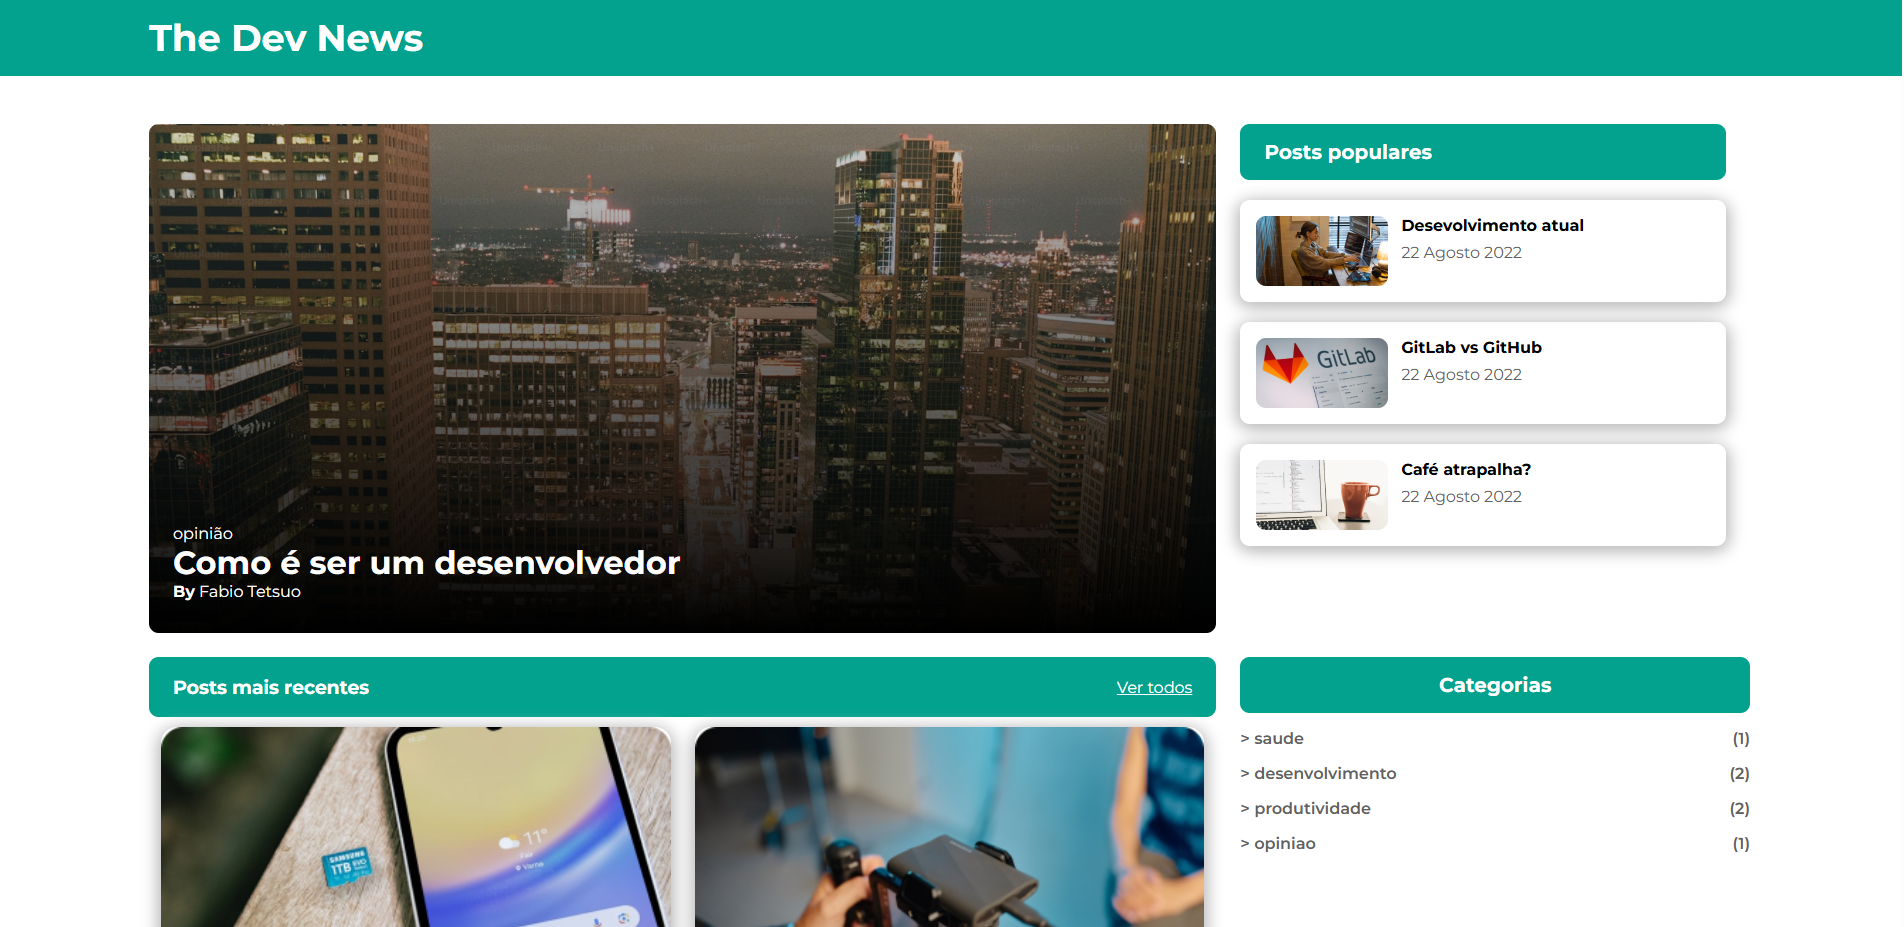 The Dev News
opinião
Como é ser um desenvolvedor
By Fabio Tetsuo
Posts populares
Desevolvimento atual
22 Agosto 2022
GitLab
GitLab vs GitHub
22 Agosto 2022
Café atrapalha?
22 Agosto 2022
Posts mais recentes
Ver todos
11°
Varna
SAMSUNG
1TB EVO
Categorias
> saude (1)
> desenvolvimento (2)
> produtividade (2)
> opiniao (1)